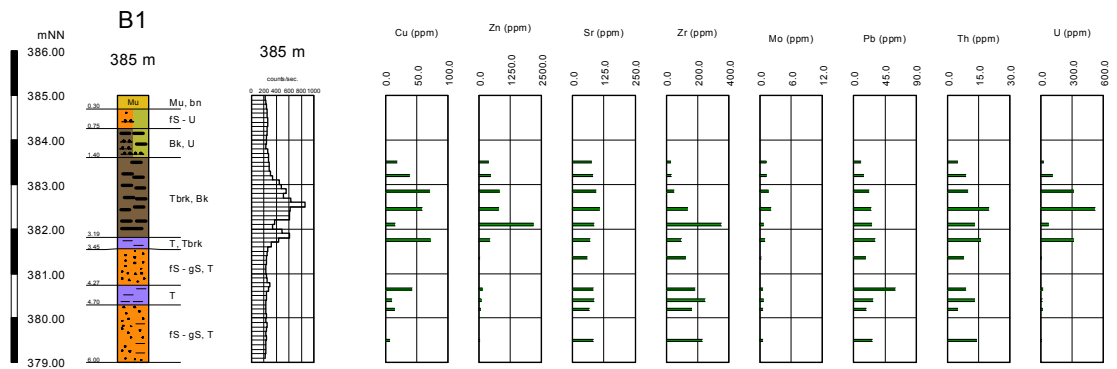 B1
mNN
385 m
385 m
386.00
385.00
384.00
383.00
382.00
381.00
380.00
379.00
0.30
0.75
1.40
3.19
3.45
4.27
4.70
6.00
Mu
Mu, bn
fS - U
Bk, U
Tbrk, Bk
T, Tbrk
fS - gS, T
T
fS - gS, T
counts/sec.
0 200 400 600 800 1000
Cu (ppm)
0.0 50.0 100.0
Zn (ppm)
0.0 1250.0 2500.0
Sr (ppm)
0.0 125.0 250.0
Zr (ppm)
0.0 200.0 400.0
Mo (ppm)
0.0 6.0 12.0
Pb (ppm)
0.0 45.0 90.0
Th (ppm)
0.0 15.0 30.0
U (ppm)
0.0 300.0 600.0